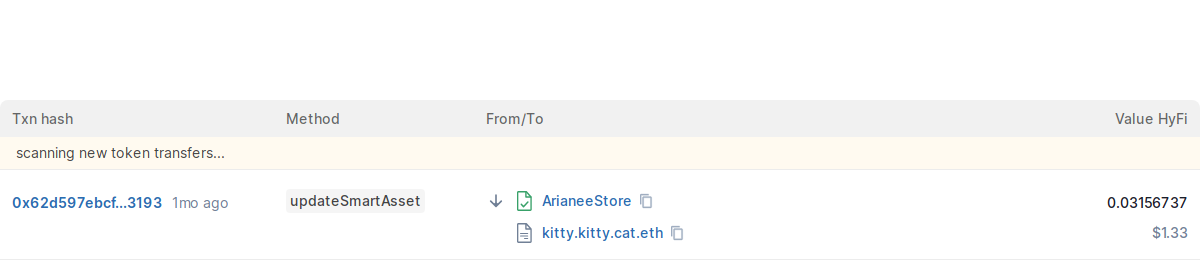 Txn hash Method From/To Value HyFi
scanning new token transfers...
0x62d597ebcf...3193 1mo ago updateSmartAsset ArianeeStore 0.03156737
kitty.kitty.cat.eth $1.33